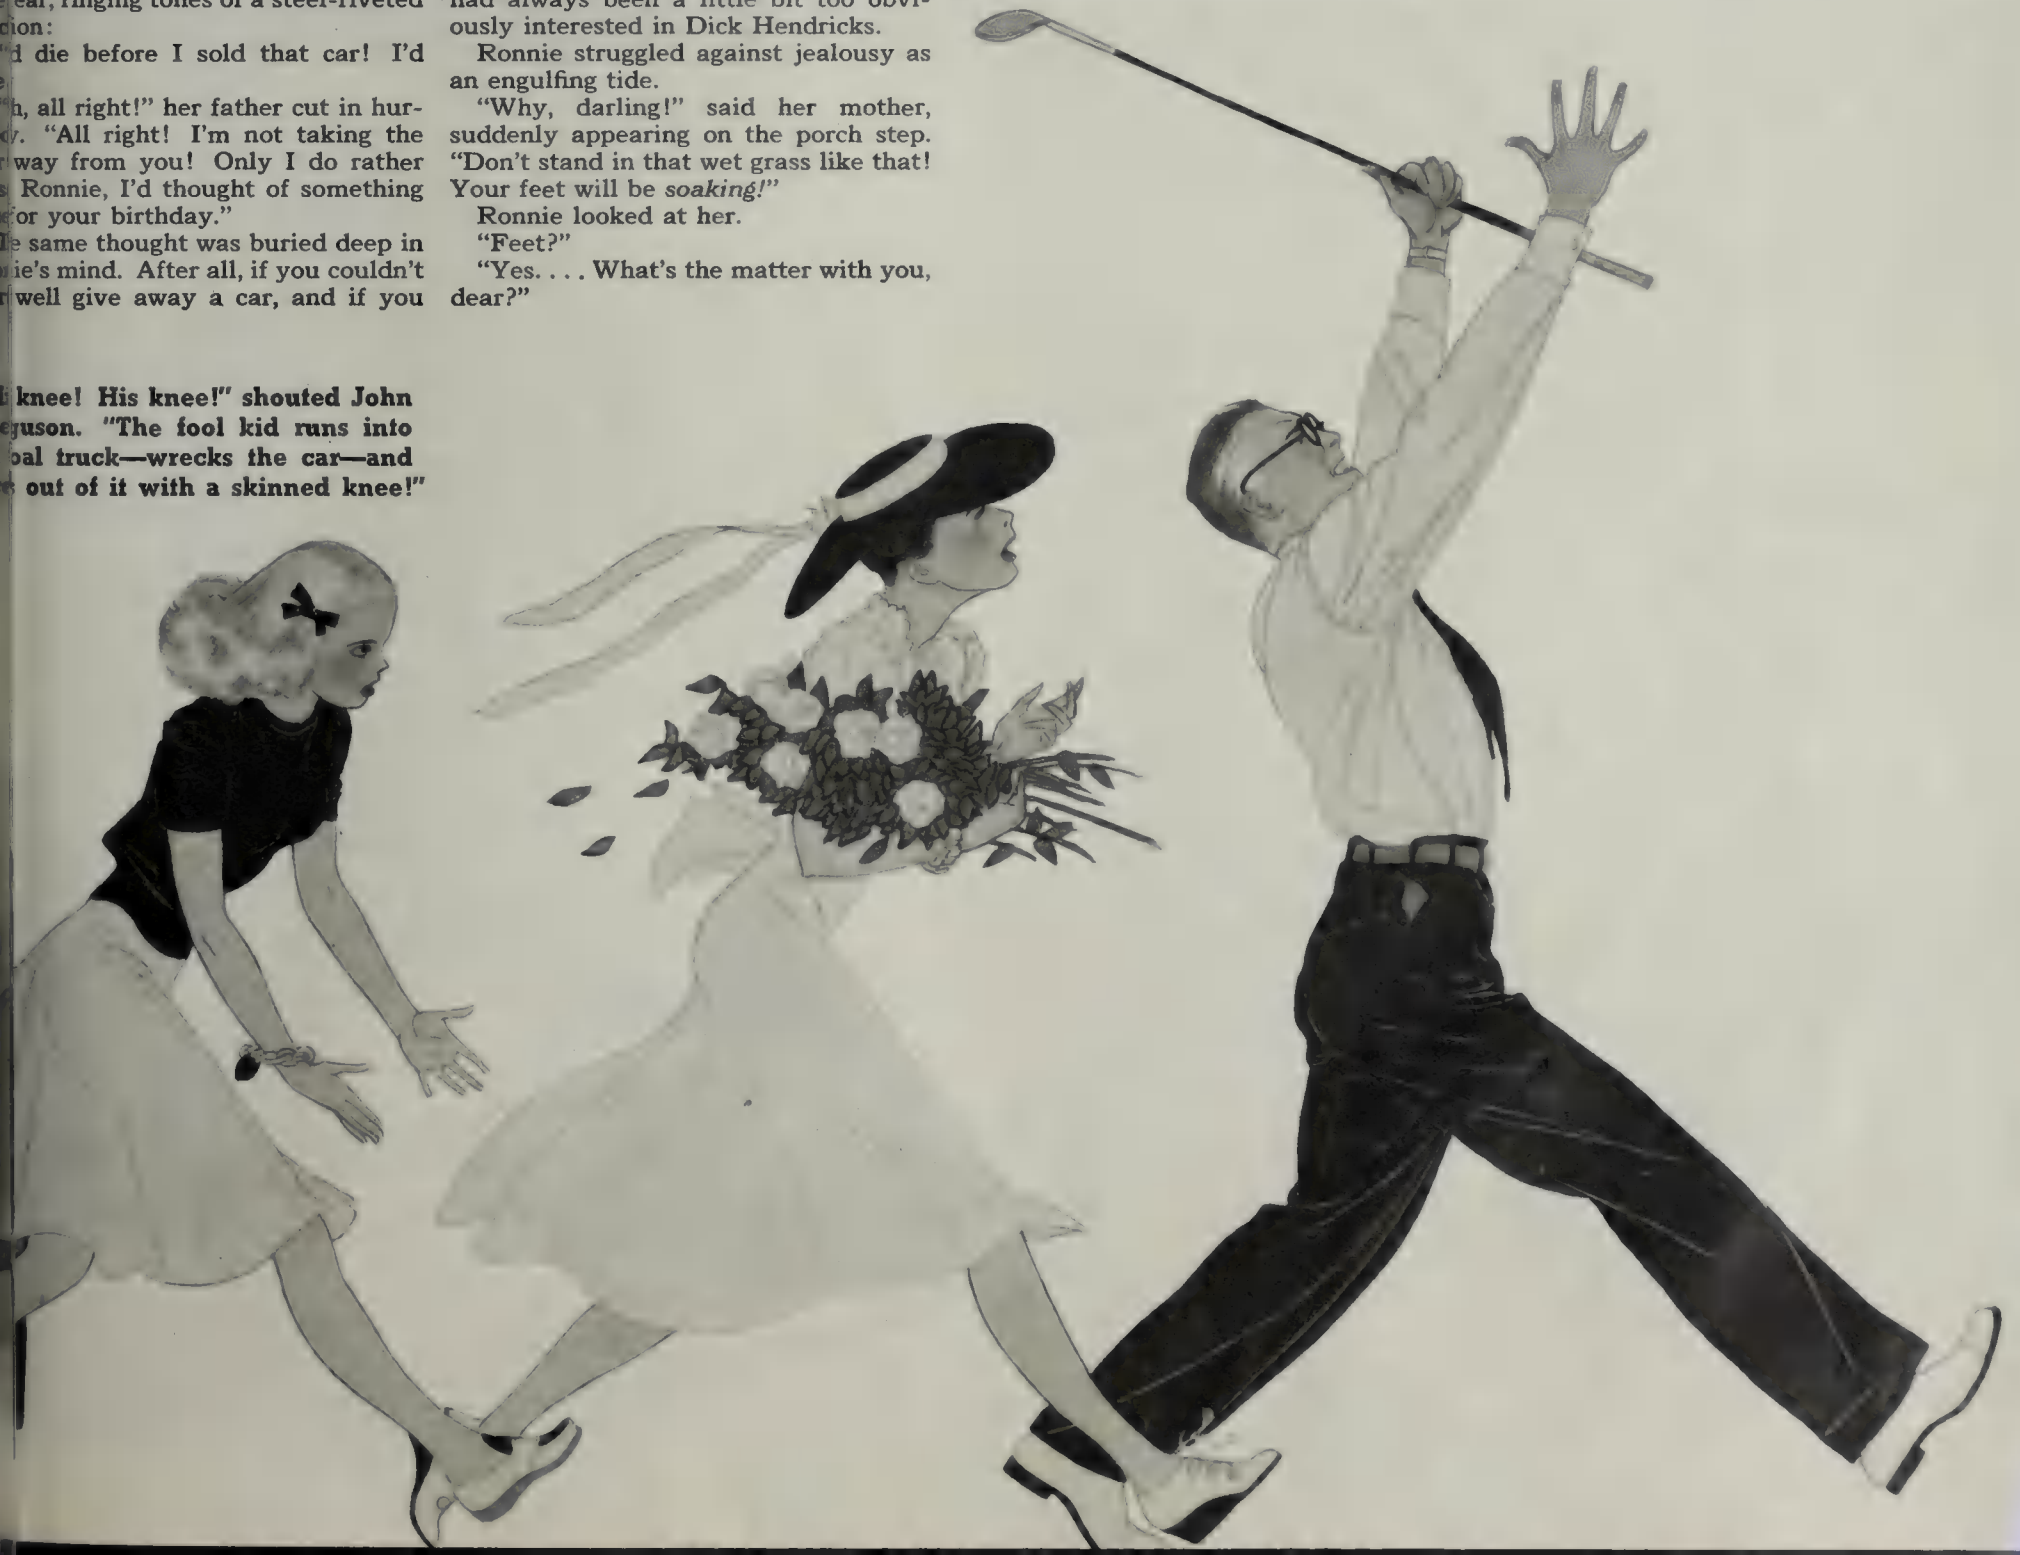 ear, ringing tones of a steel-riveted
ion:
"d die before I sold that car! I'd
h, all right!" her father cut in hur-
"All right! I'm not taking the
way from you! Only I do rather
Ronnie, I'd thought of something
or your birthday."
same thought was buried deep in
ie's mind. After all, if you couldn't
well give away a car, and if you
knee! His knee!" shouted John
guson. "The fool kid runs into
oal truck—wrecks the car—and
out of it with a skinned knee!"
had always been a little bit too obvi-
ously interested in Dick Hendricks.
Ronnie struggled against jealousy as
an engulfing tide.
"Why, darling!" said her mother,
suddenly appearing on the porch step.
"Don't stand in that wet grass like that!
Your feet will be soaking!"
Ronnie looked at her.
"Feet?"
"Yes.... What's the matter with you,
dear?"